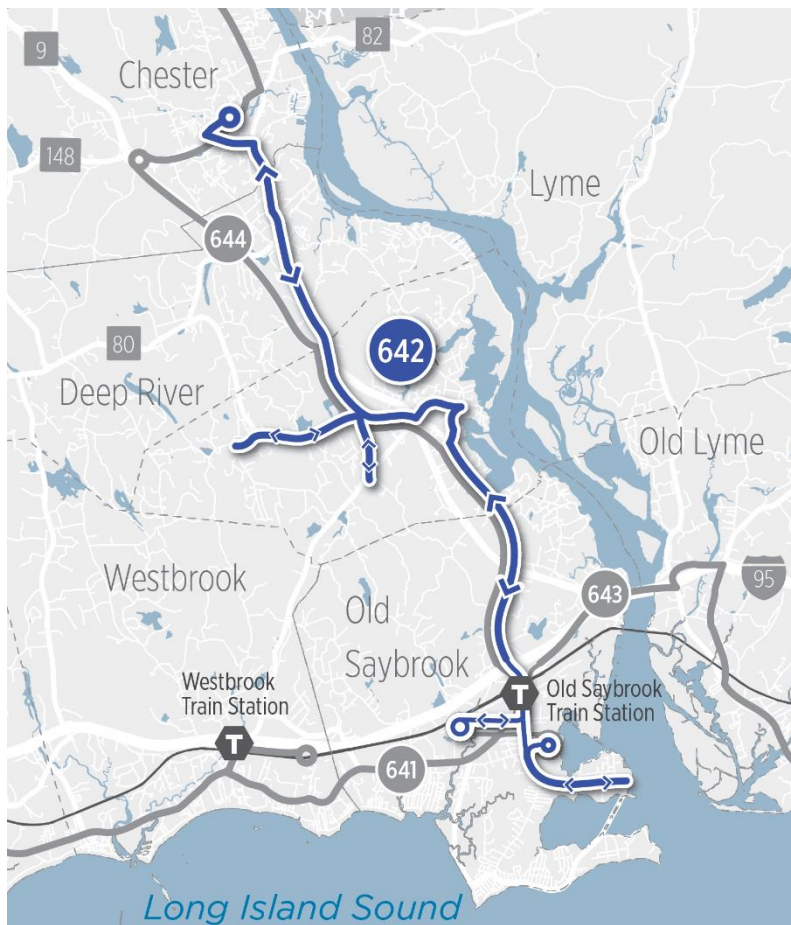 82
9
Chester
148
Lyme
644
642
80
Deep River
Old Lyme
Westbrook
Old
Saybrook
643
95
Westbrook
Train Station
T
Old Saybrook
Train Station
T
641
Long Island Sound